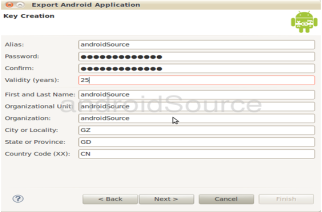 Export Android Application
Key Creation
Alias: androidSource
Password: ●●●●●●●●●●●●●
Confirm: ●●●●●●●●●●●●●
Validity (years): 25
First and Last Name: androidSource
Organizational Unit: androidSource
Organization: androidSource
City or Locality: GZ
State or Province: GD
Country Code (XX): CN
androidSource
? < Back Next > Cancel Finish